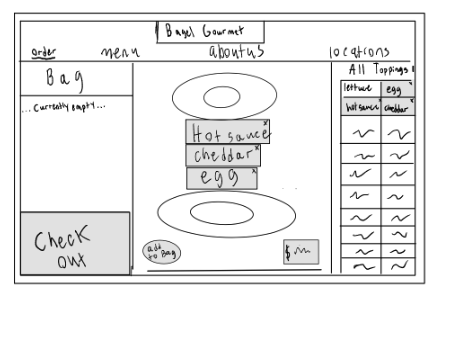 Bagel Gourmet
order menu about us locations
Bag
... Currently empty...
Check
out
Hot sauce x
cheddar x
egg x
add
to Bag
$
All Toppings:
lettuce egg
hot sauce cheddar